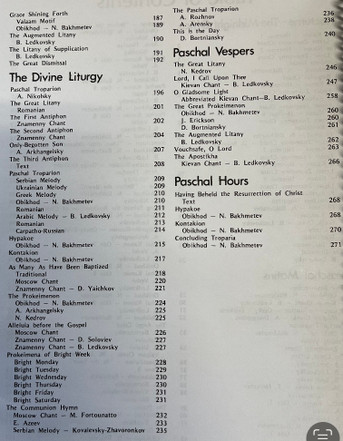 Grace Shining Forth
Valaam Motif 187
Obikhod — N. Bakhmetev 189
The Augmented Litany
B. Ledkovsky 190
The Litany of Supplication
B. Ledkovsky 191
The Great Dismissal 192
The Divine Liturgy
Paschal Troparion
A. Nikolsky 196
The Great Litany
Romanian 201
The First Antiphon
Znamenny Chant 202
The Second Antiphon
Znamenny Chant 204
Only-Begotten Son
A. Arkhangelsky 207
The Third Antiphon
Text 208
Paschal Troparion
Serbian Melody 209
Ukrainian Melody 209
Greek Melody 210
Obikhod — N. Bakhmetev 210
Romanian 211
Arabic Melody — B. Ledkovsky 212
Romanian 213
Carpatho-Roman 214
Hypakoe
Obikhod — N. Bakhmetev 215
Kontakion
Obikhod — N. Bakhmetev 217
As Many As Have Been Baptized
Traditional 218
Moscow Chant 220
Znamenny Chant — D. Yaichkov 221
The Prokeimenon
Obikhod — N. Bakhmetev 224
A. Arkhangelsky 225
N. Kedrov 225
Alleluia before the Gospel
Moscow Chant 226
Znamenny Chant — D. Soloviev 227
Znamenny Chant — B. Ledkovsky 227
Prokeimena of Bright Week
Bright Monday 228
Bright Tuesday 229
Bright Wednesday 230
Bright Thursday 230
Bright Friday 231
Bright Saturday 231
The Communion Hymn
Moscow Chant — M. Fortounatto 232
E. Azeev 233
Serbian Melody — Kovalevsky-Zhavoronkov 235
The Paschal Troparion 236
A. Rozhnov
A. Arensky 238
This is the Day
D. Bortniansky 240
Paschal Vespers
The Great Litany 246
N. Kedrov
Lord, I Call Upon Thee
Kievan Chant — B. Ledkovsky 247
O Gladsome Light
Abbreviated Kievan Chant—B. Ledkovsky 258
The Great Prokeimenon
Obikhod — N. Bakhmetev 260
J. Erickson 260
D. Bortniansky 261
The Augmented Litany
B. Ledkovsky 262
Vouchsafe, O Lord 263
The Apostikha
Kievan Chant — B. Ledkovsky 266
Paschal Hours
Having Beheld the Resurrection of Christ
Text 268
Hypakoe
Obikhod — N. Bakhmetev 268
Kontakion
Obikhod — N. Bakhmetev 270
Concluding Troparia
Obikhod — N. Bakhmetev 271